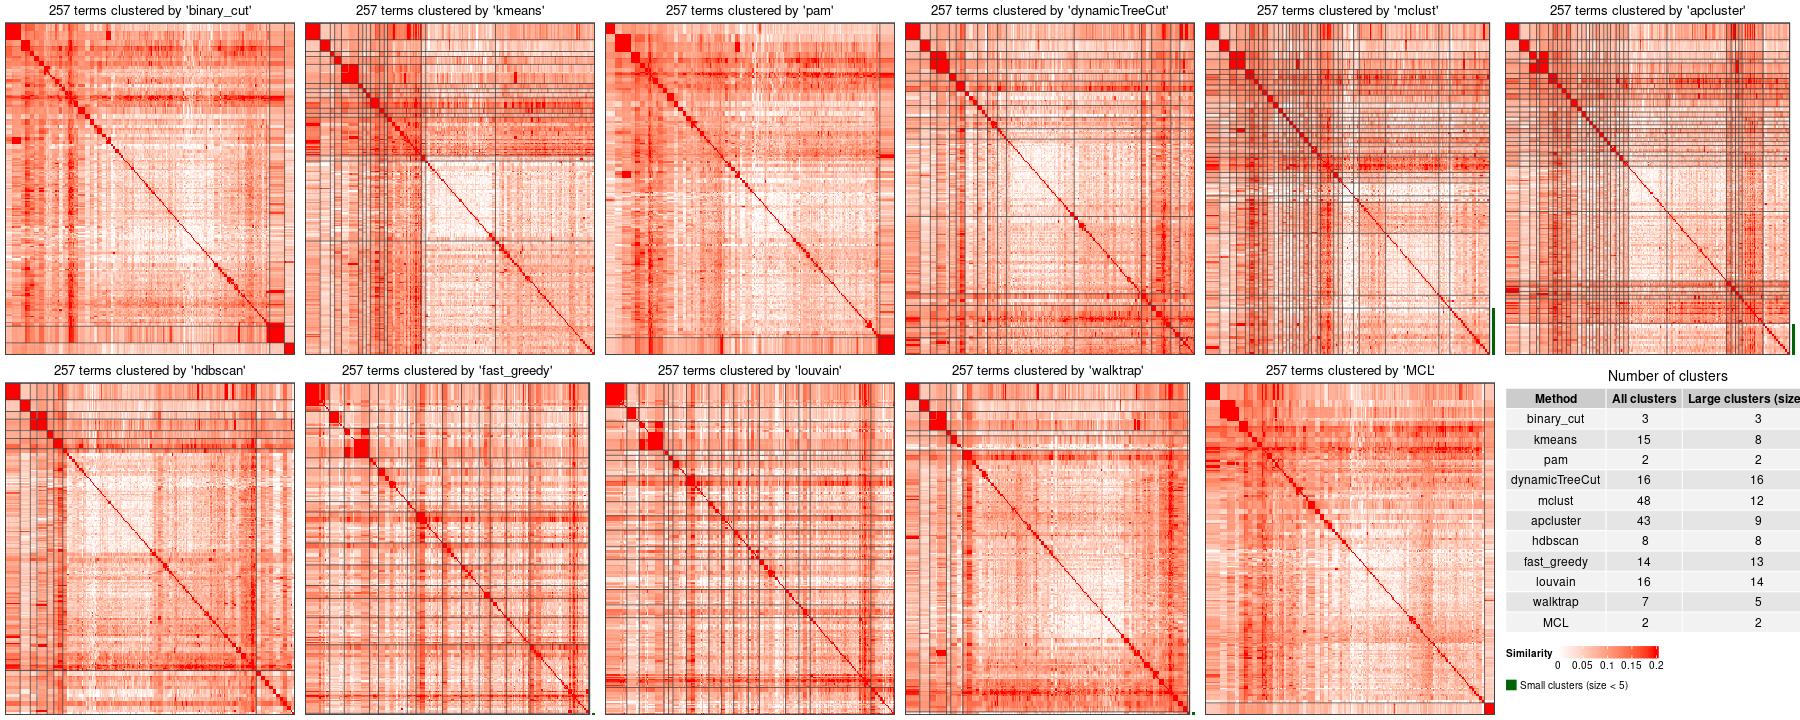 257 terms clustered by 'binary_cut'
257 terms clustered by 'kmeans'
257 terms clustered by 'pam'
257 terms clustered by 'dynamicTreeCut'
257 terms clustered by 'mclust'
257 terms clustered by 'apcluster'
257 terms clustered by 'hdbscan'
257 terms clustered by 'fast_greedy'
257 terms clustered by 'louvain'
257 terms clustered by 'walktrap'
257 terms clustered by 'MCL'
Number of clusters
Method All clusters Large clusters (size
binary_cut 3 3
kmeans 15 8
pam 2 2
dynamicTreeCut 16 16
mclust 48 12
apcluster 43 9
hdbscan 8 8
fast_greedy 14 13
louvain 16 14
walktrap 7 5
MCL 2 2
Similarity
0 0.05 0.1 0.15 0.2
Small clusters (size < 5)